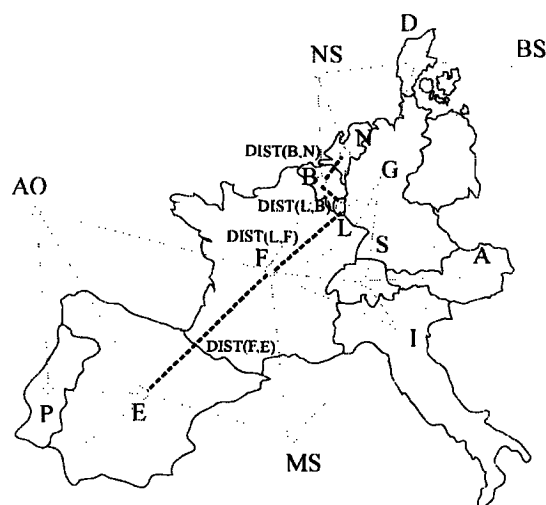 D
NS
BS
DIST(B,N)
N
B
G
AO
DIST(L,B)
L
DIST(L,F)
S
F
A
I
DIST(F,E)
P
E
MS